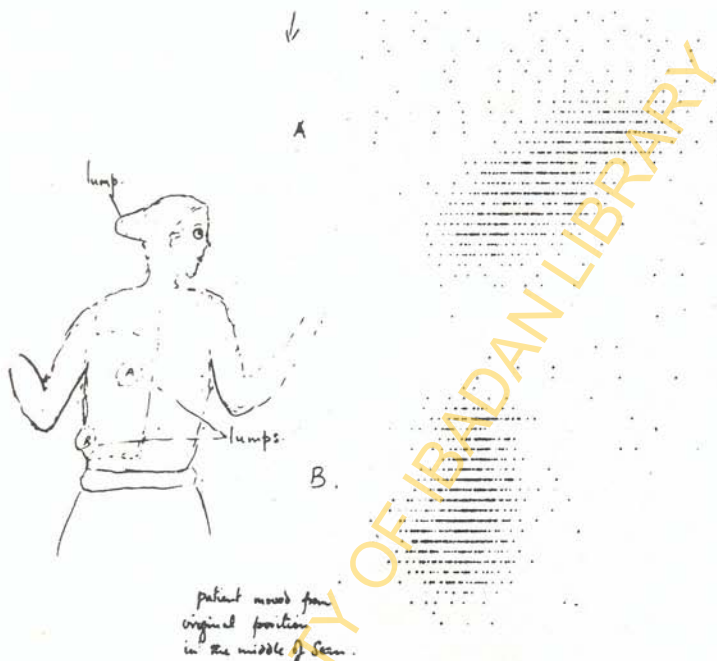 A
lump.
A
B
lumps.
B.
patient moved from
original position
in the middle of Scan.
UNIVERSITY OF IBADAN LIBRARY